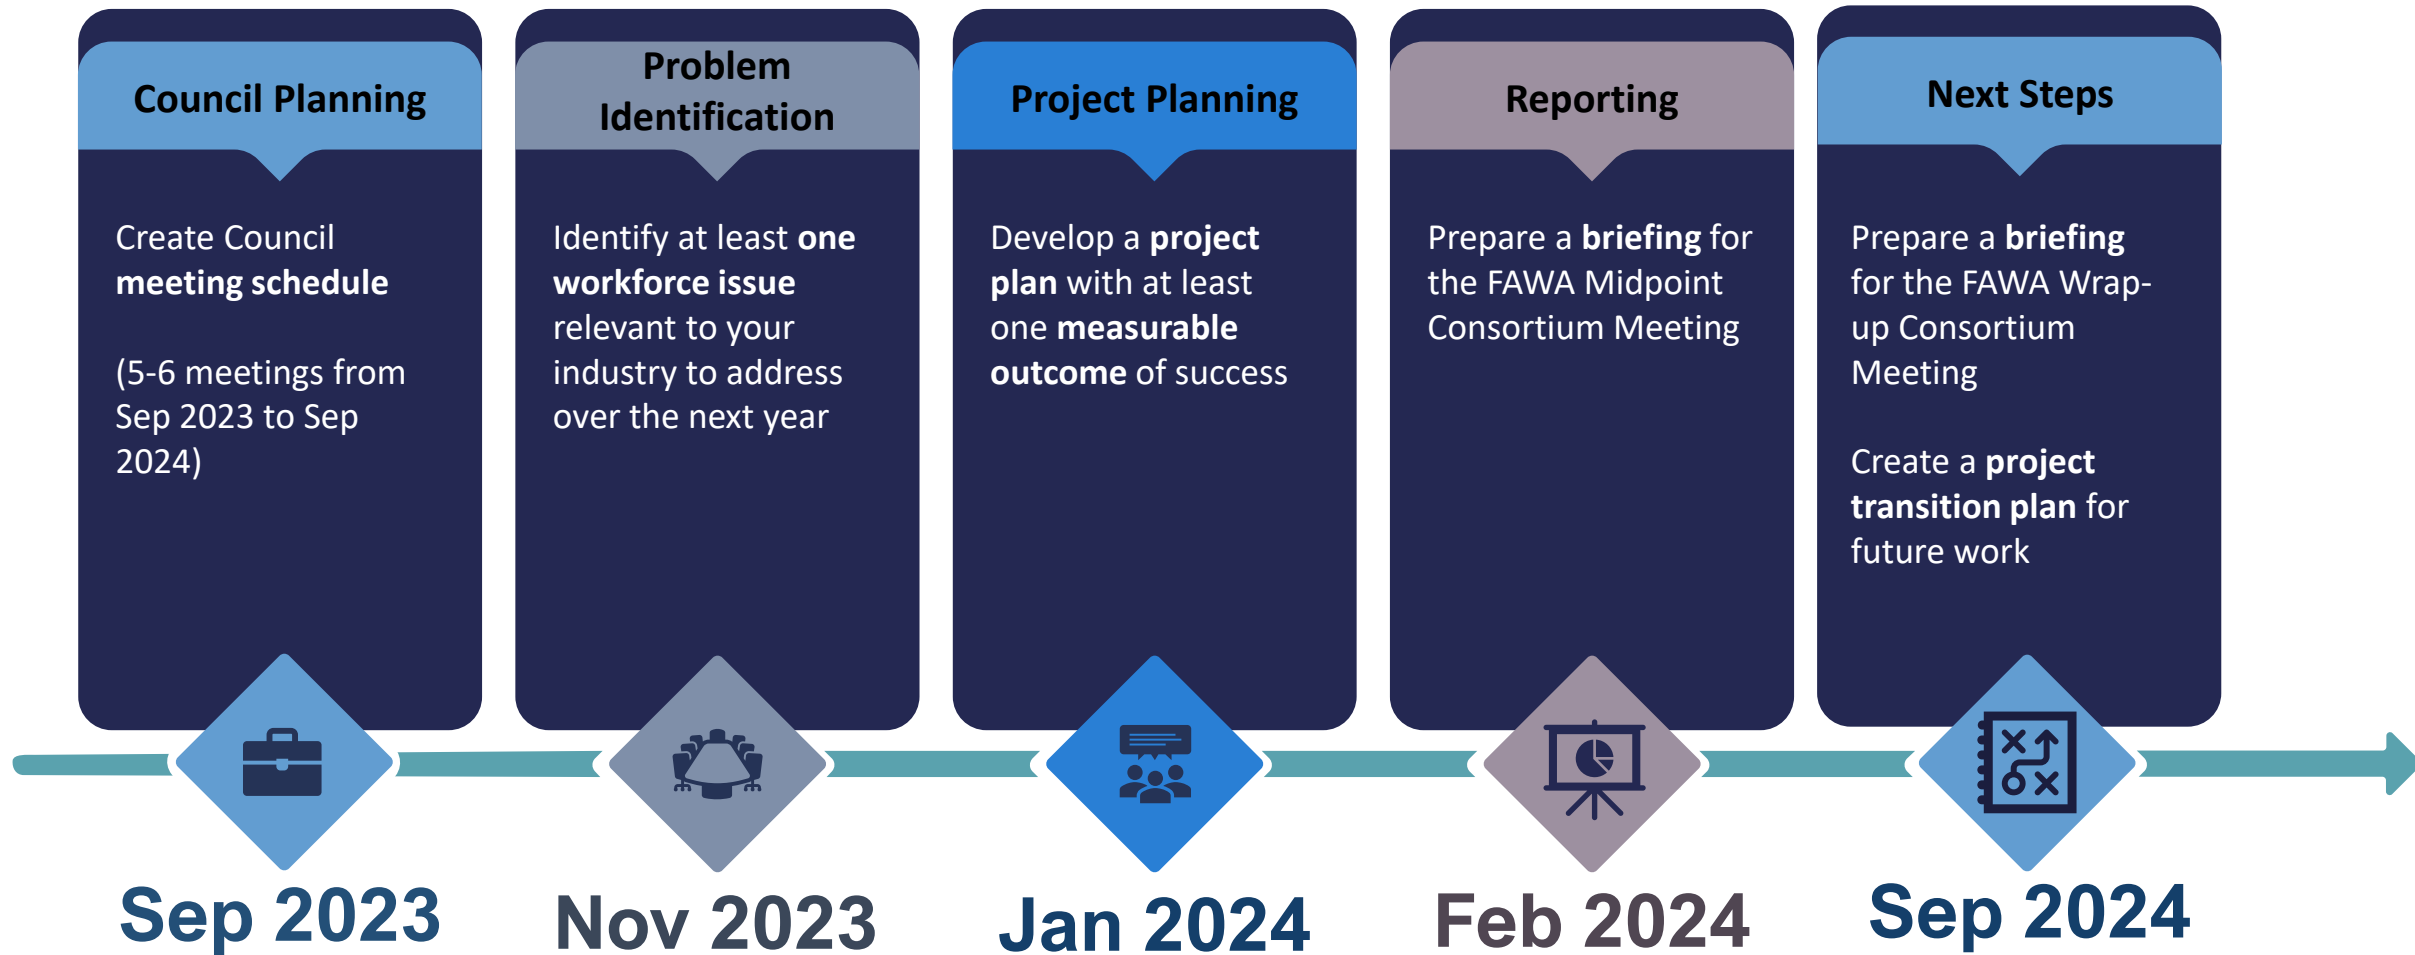 Council Planning
Create Council
meeting schedule
(5-6 meetings from
Sep 2023 to Sep
2024)
Sep 2023
Problem
Identification
Identify at least one
workforce issue
relevant to your
industry to address
over the next year
Nov 2023
Project Planning
Develop a project
plan with at least
one measurable
outcome of success
Jan 2024
Reporting
Prepare a briefing for
the FAWA Midpoint
Consortium Meeting
Feb 2024
Next Steps
Prepare a briefing
for the FAWA Wrap-
up Consortium
Meeting
Create a project
transition plan for
future work
Sep 2024